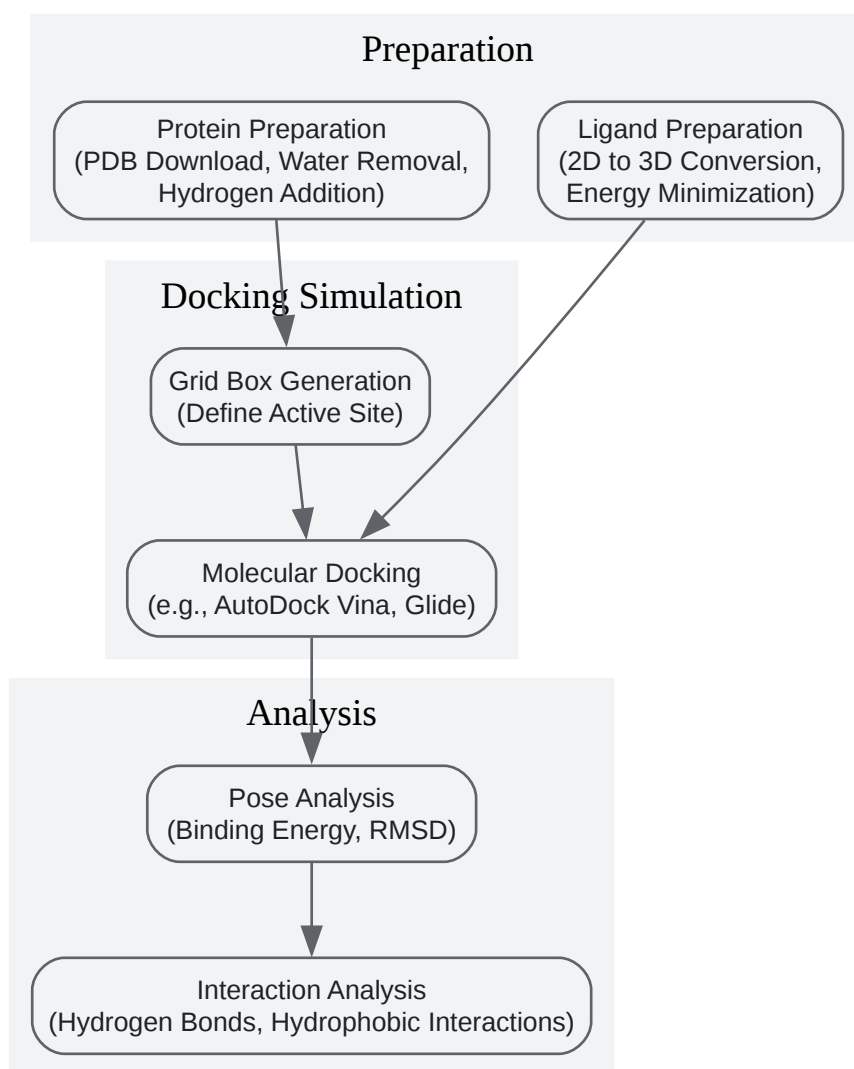 Preparation
Protein Preparation
(PDB Download, Water Removal,
Hydrogen Addition)
Ligand Preparation
(2D to 3D Conversion,
Energy Minimization)
Docking Simulation
Grid Box Generation
(Define Active Site)
Molecular Docking
(e.g., AutoDock Vina, Glide)
Analysis
Pose Analysis
(Binding Energy, RMSD)
Interaction Analysis
(Hydrogen Bonds, Hydrophobic Interactions)